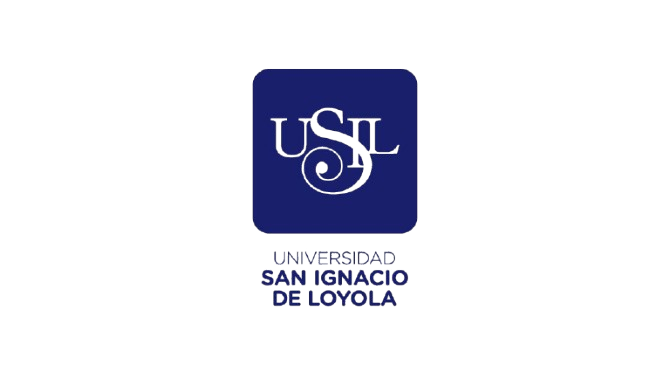 USIL
UNIVERSIDAD
SAN IGNACIO
DE LOYOLA